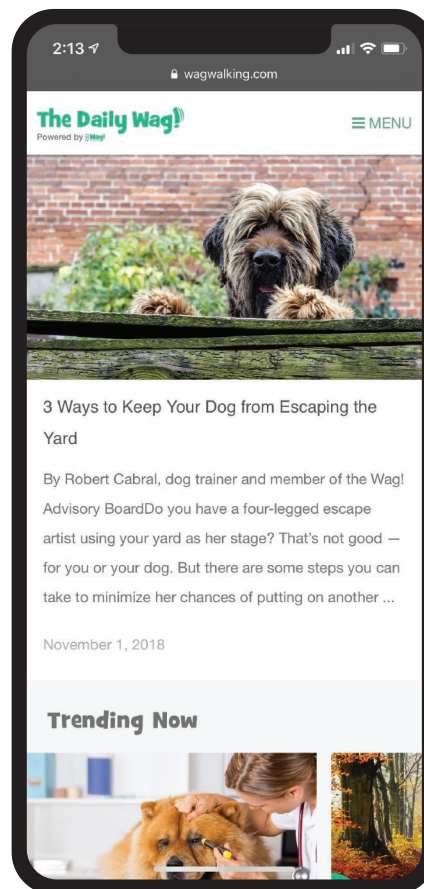 2:13
wagwalking.com
The Daily Wag!
Powered by Wag!
MENU
3 Ways to Keep Your Dog from Escaping the
Yard
By Robert Cabral, dog trainer and member of the Wag!
Advisory BoardDo you have a four-legged escape
artist using your yard as her stage? That’s not good —
for you or your dog. But there are some steps you can
take to minimize her chances of putting on another ...
November 1, 2018
Trending Now